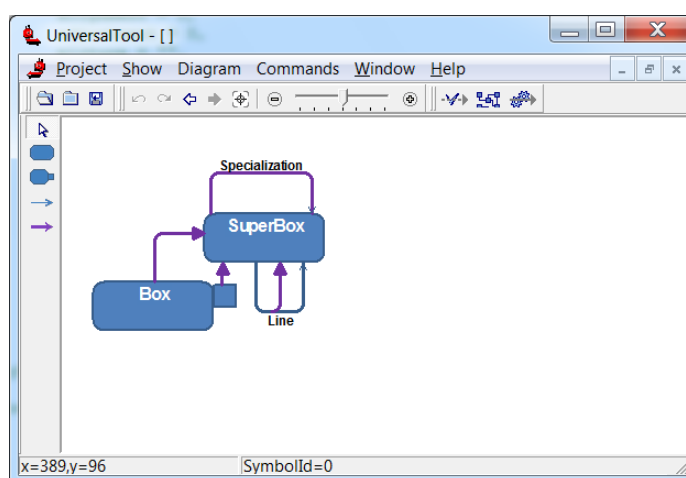 UniversalTool - [ ]
Project Show Diagram Commands Window Help
Specialization
SuperBox
Box
Line
x=389,y=96 SymbolId=0